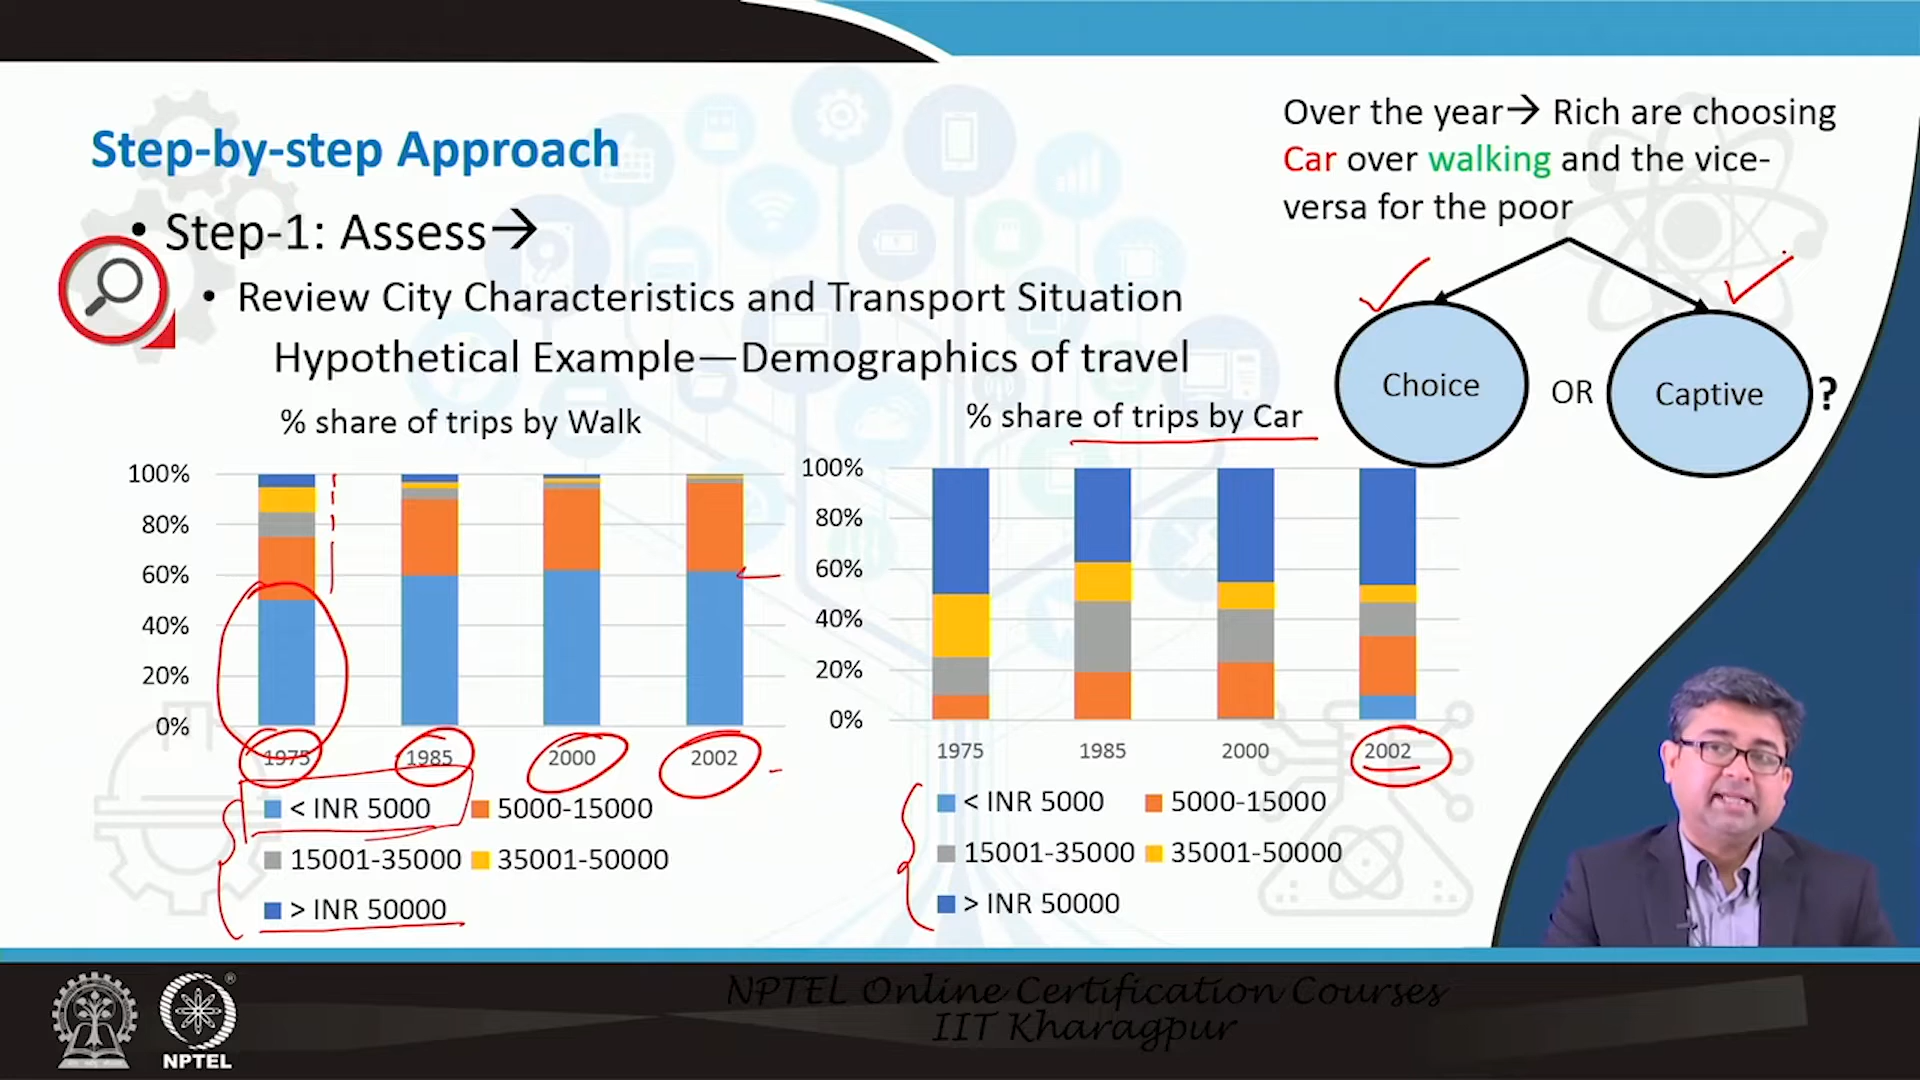 Step-by-step Approach
• Step-1: Assess→
• Review City Characteristics and Transport Situation
Hypothetical Example—Demographics of travel
Over the year→ Rich are choosing
Car over walking and the vice-
versa for the poor
Choice OR Captive ?
% share of trips by Walk
100%
80%
60%
40%
20%
0%
1975 1985 2000 2002
< INR 5000 5000-15000
15001-35000 35001-50000
> INR 50000
% share of trips by Car
100%
80%
60%
40%
20%
0%
1975 1985 2000 2002
< INR 5000 5000-15000
15001-35000 35001-50000
> INR 50000
®
NPTEL
NPTEL Online Certification Courses
IIT Kharagpur